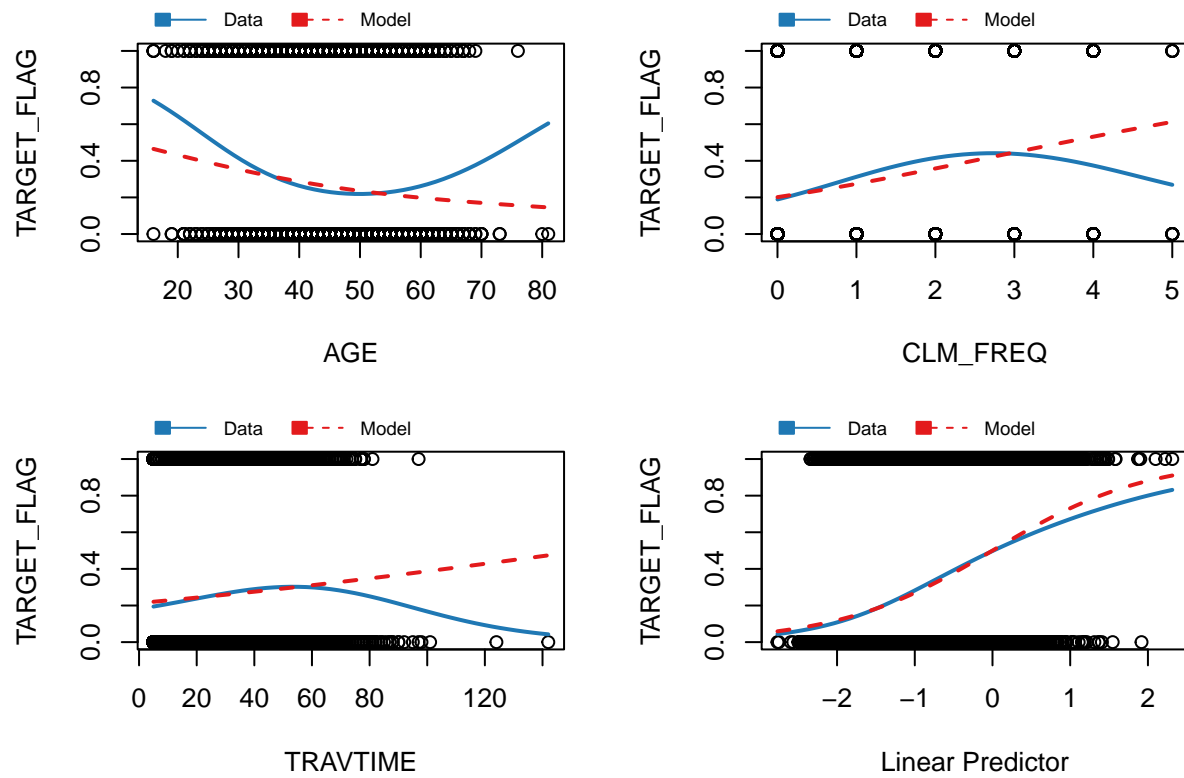 Data Model
TARGET_FLAG
0.0 0.4 0.8
20 30 40 50 60 70 80
AGE
Data Model
TARGET_FLAG
0.0 0.4 0.8
0 1 2 3 4 5
CLM_FREQ
Data Model
TARGET_FLAG
0.0 0.4 0.8
0 20 40 60 80 120
TRAVTIME
Data Model
TARGET_FLAG
0.0 0.4 0.8
−2 −1 0 1 2
Linear Predictor